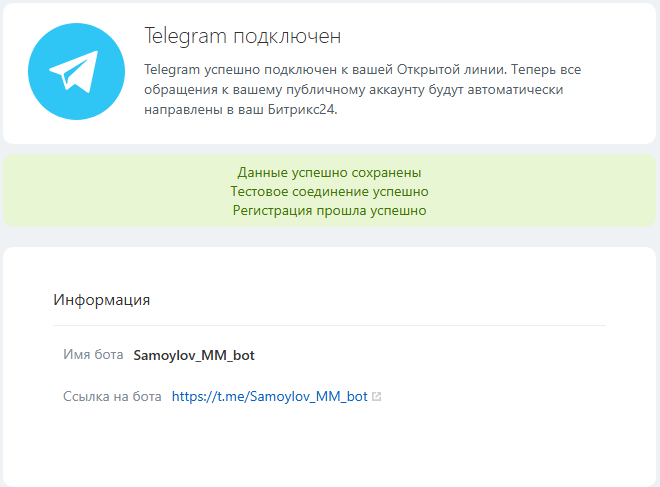 Telegram подключен
Telegram успешно подключен к вашей Открытой линии. Теперь все
обращения к вашему публичному аккаунту будут автоматически
направлены в ваш Битрикс24.
Данные успешно сохранены
Тестовое соединение успешно
Регистрация прошла успешно
Информация
Имя бота Samoylov_MM_bot
Ссылка на бота https://t.me/Samoylov_MM_bot